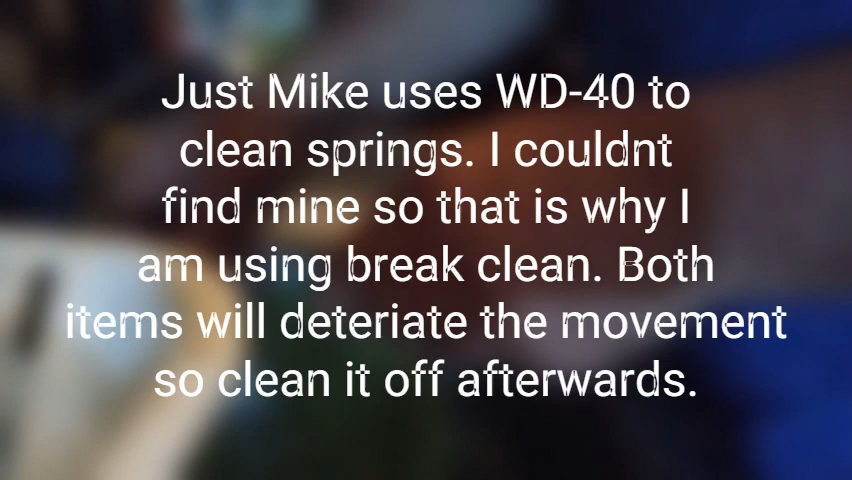 Just Mike uses WD-40 to
clean springs. I couldnt
find mine so that is why I
am using break clean. Both
items will deteriate the movement
so clean it off afterwards.